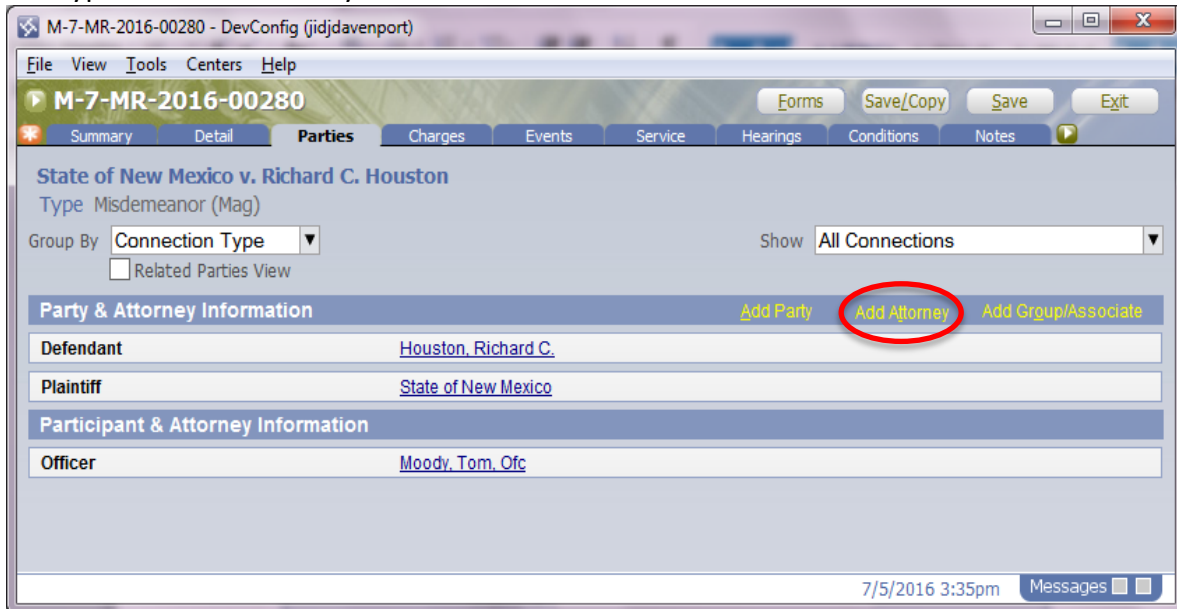 M-7-MR-2016-00280 - DevConfig (jidjdavenport)
File View Tools Centers Help
M-7-MR-2016-00280 Forms Save/Copy Save Exit
Summary Detail Parties Charges Events Service Hearings Conditions Notes
State of New Mexico v. Richard C. Houston
Type Misdemeanor (Mag)
Group By Connection Type Show All Connections
Related Parties View
Party & Attorney Information Add Party Add Attorney Add Group/Associate
Defendant Houston, Richard C.
Plaintiff State of New Mexico
Participant & Attorney Information
Officer Moody, Tom, Ofc
7/5/2016 3:35pm Messages